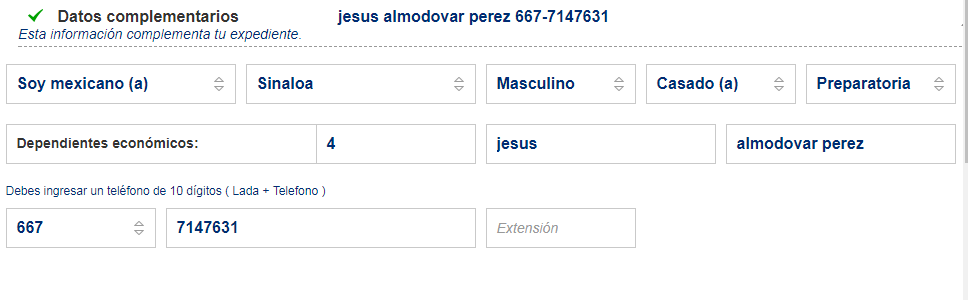 Datos complementarios jesus almodovar perez 667-7147631
Esta información complementa tu expediente.
Soy mexicano (a) Sinaloa Masculino Casado (a) Preparatoria
Dependientes económicos: 4 jesus almodovar perez
Debes ingresar un teléfono de 10 dígitos ( Lada + Telefono )
667 7147631 Extensión